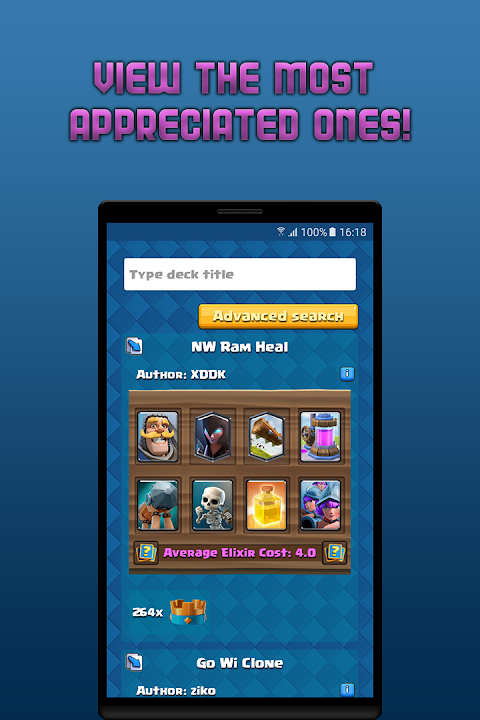 VIEW THE MOST
APPRECIATED ONES!
100% 16:18
Type deck title
Advanced search
NW Ram Heal
Author: XDDK
Average Elixir Cost: 4.0
264x
Go Wi Clone
Author: ziko